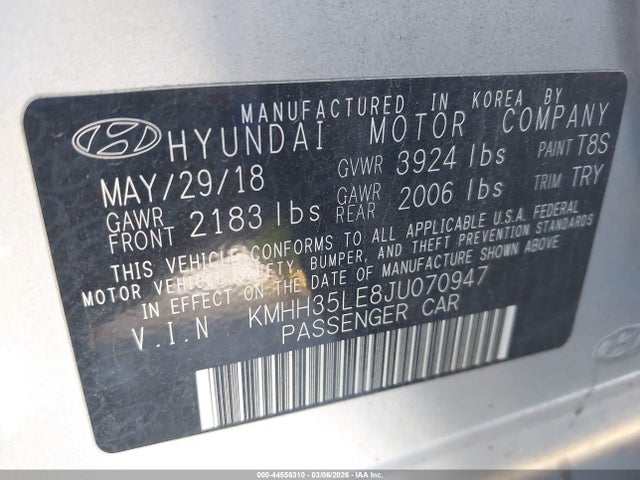 MANUFACTURED IN KOREA BY
HYUNDAI MOTOR COMPANY
MAY/29/18 GVWR 3924 lbs PAINT T8S
GAWR FRONT 2183 lbs GAWR REAR 2006 lbs TRIM TRY
THIS VEHICLE CONFORMS TO ALL APPLICABLE U.S.A. FEDERAL
MOTOR VEHICLE SAFETY, BUMPER, AND THEFT PREVENTION STANDARDS
IN EFFECT ON THE DATE OF MANUFACTURE SHOWN ABOVE.
V.I.N KMHH35LE8JU070947
PASSENGER CAR
000-44556310 - 03/06/2026 - IAAI.COM